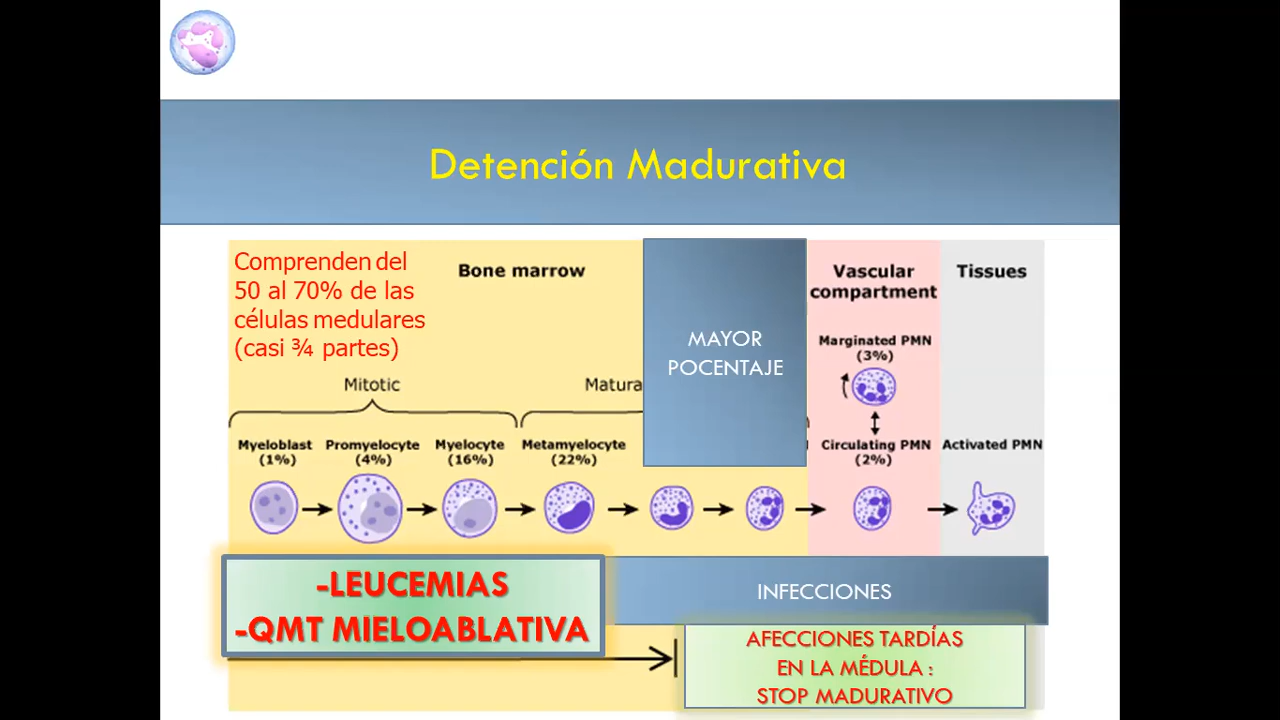 Detención Madurativa
Comprenden del
50 al 70% de las
células medulares
(casi ¾ partes)
Bone marrow
MAYOR
POCENTAJE
Vascular
compartment
Tissues
Marginated PMN
(3%)
Mitotic
Matura
Myeloblast
(1%)
Promyelocyte
(4%)
Myelocyte
(16%)
Metamyelocyte
(22%)
Circulating PMN
(2%)
Activated PMN
-LEUCEMIAS
-QMT MIELOABLATIVA
INFECCIONES
AFECCIONES TARDÍAS
EN LA MÉDULA :
STOP MADURATIVO